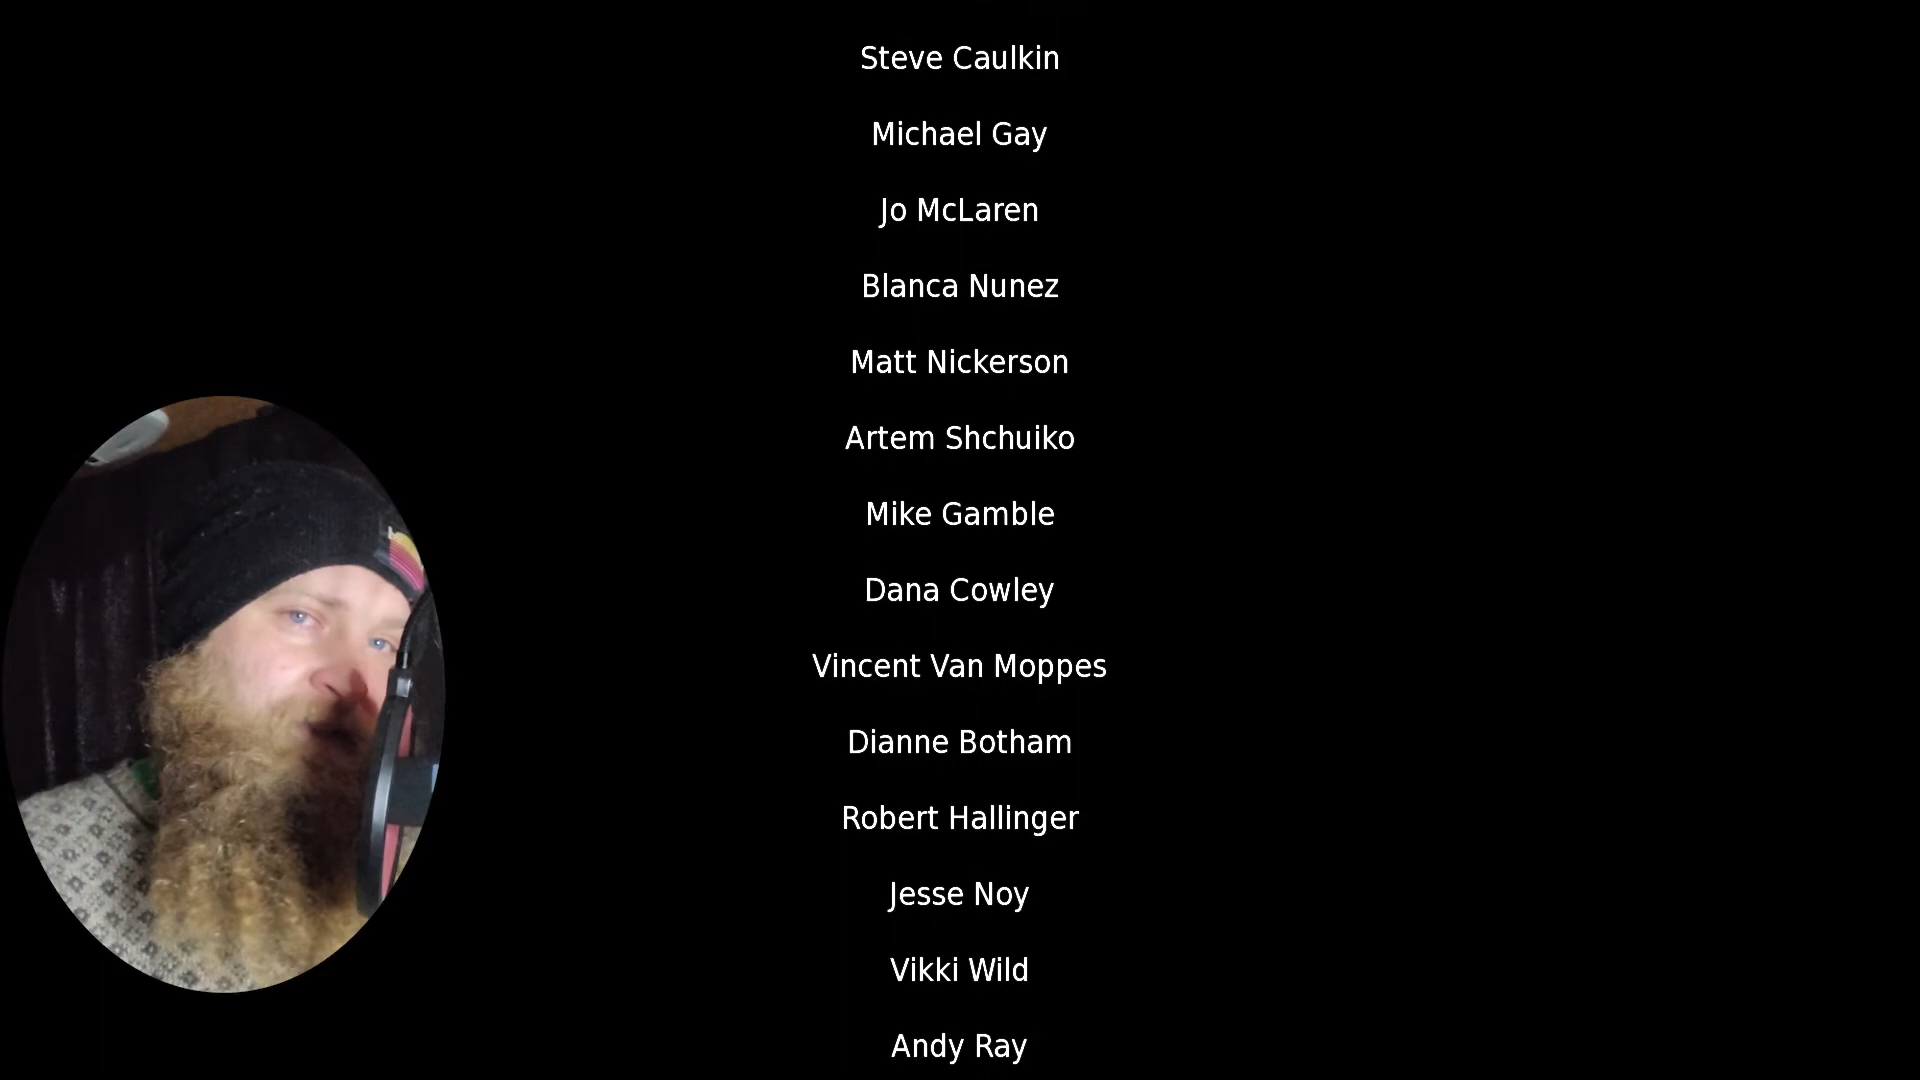 Steve Caulkin
Michael Gay
Jo McLaren
Blanca Nunez
Matt Nickerson
Artem Shchuiko
Mike Gamble
Dana Cowley
Vincent Van Moppes
Dianne Botham
Robert Hallinger
Jesse Noy
Vikki Wild
Andy Ray